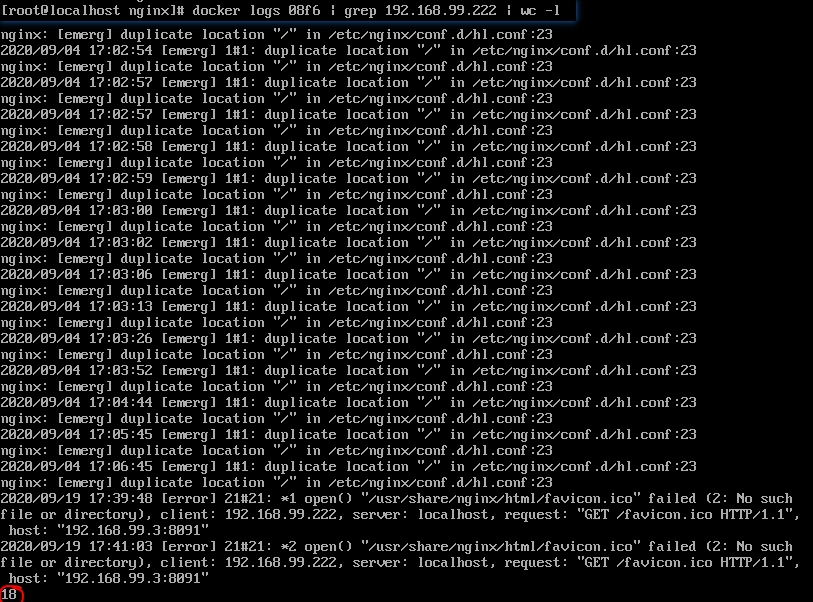 [root@localhost nginx]# docker logs 08f6 | grep 192.168.99.222 | wc -l
nginx: [emerg] duplicate location "/" in /etc/nginx/conf.d/hl.conf:23
2020/09/04 17:02:54 [emerg] 1#1: duplicate location "/" in /etc/nginx/conf.d/hl.conf:23
nginx: [emerg] duplicate location "/" in /etc/nginx/conf.d/hl.conf:23
2020/09/04 17:02:57 [emerg] 1#1: duplicate location "/" in /etc/nginx/conf.d/hl.conf:23
nginx: [emerg] duplicate location "/" in /etc/nginx/conf.d/hl.conf:23
2020/09/04 17:02:57 [emerg] 1#1: duplicate location "/" in /etc/nginx/conf.d/hl.conf:23
nginx: [emerg] duplicate location "/" in /etc/nginx/conf.d/hl.conf:23
2020/09/04 17:02:58 [emerg] 1#1: duplicate location "/" in /etc/nginx/conf.d/hl.conf:23
nginx: [emerg] duplicate location "/" in /etc/nginx/conf.d/hl.conf:23
2020/09/04 17:02:59 [emerg] 1#1: duplicate location "/" in /etc/nginx/conf.d/hl.conf:23
nginx: [emerg] duplicate location "/" in /etc/nginx/conf.d/hl.conf:23
2020/09/04 17:03:00 [emerg] 1#1: duplicate location "/" in /etc/nginx/conf.d/hl.conf:23
nginx: [emerg] duplicate location "/" in /etc/nginx/conf.d/hl.conf:23
2020/09/04 17:03:02 [emerg] 1#1: duplicate location "/" in /etc/nginx/conf.d/hl.conf:23
nginx: [emerg] duplicate location "/" in /etc/nginx/conf.d/hl.conf:23
2020/09/04 17:03:06 [emerg] 1#1: duplicate location "/" in /etc/nginx/conf.d/hl.conf:23
nginx: [emerg] duplicate location "/" in /etc/nginx/conf.d/hl.conf:23
2020/09/04 17:03:13 [emerg] 1#1: duplicate location "/" in /etc/nginx/conf.d/hl.conf:23
nginx: [emerg] duplicate location "/" in /etc/nginx/conf.d/hl.conf:23
2020/09/04 17:03:26 [emerg] 1#1: duplicate location "/" in /etc/nginx/conf.d/hl.conf:23
nginx: [emerg] duplicate location "/" in /etc/nginx/conf.d/hl.conf:23
2020/09/04 17:03:52 [emerg] 1#1: duplicate location "/" in /etc/nginx/conf.d/hl.conf:23
nginx: [emerg] duplicate location "/" in /etc/nginx/conf.d/hl.conf:23
2020/09/04 17:04:44 [emerg] 1#1: duplicate location "/" in /etc/nginx/conf.d/hl.conf:23
nginx: [emerg] duplicate location "/" in /etc/nginx/conf.d/hl.conf:23
2020/09/04 17:05:45 [emerg] 1#1: duplicate location "/" in /etc/nginx/conf.d/hl.conf:23
nginx: [emerg] duplicate location "/" in /etc/nginx/conf.d/hl.conf:23
2020/09/04 17:06:45 [emerg] 1#1: duplicate location "/" in /etc/nginx/conf.d/hl.conf:23
nginx: [emerg] duplicate location "/" in /etc/nginx/conf.d/hl.conf:23
2020/09/19 17:39:48 [error] 21#21: *1 open() "/usr/share/nginx/html/favicon.ico" failed (2: No such
file or directory), client: 192.168.99.222, server: localhost, request: "GET /favicon.ico HTTP/1.1",
host: "192.168.99.3:8091"
2020/09/19 17:41:03 [error] 21#21: *2 open() "/usr/share/nginx/html/favicon.ico" failed (2: No such
file or directory), client: 192.168.99.222, server: localhost, request: "GET /favicon.ico HTTP/1.1",
host: "192.168.99.3:8091"
18